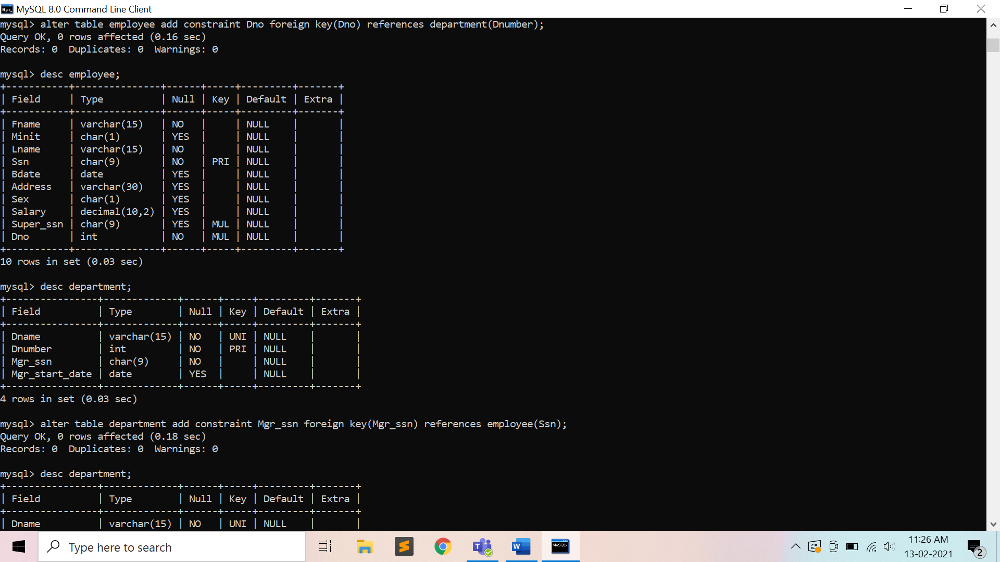 MySQL 8.0 Command Line Client
mysql> alter table employee add constraint Dno foreign key(Dno) references department(Dnumber);
Query OK, 0 rows affected (0.16 sec)
Records: 0  Duplicates: 0  Warnings: 0
mysql> desc employee;
+-----------+---------------+------+-----+---------+-------+
| Field     | Type          | Null | Key | Default | Extra |
+-----------+---------------+------+-----+---------+-------+
| Fname     | varchar(15)   | NO   |     | NULL    |       |
| Minit     | char(1)       | YES  |     | NULL    |       |
| Lname     | varchar(15)   | NO   |     | NULL    |       |
| Ssn       | char(9)       | NO   | PRI | NULL    |       |
| Bdate     | date          | YES  |     | NULL    |       |
| Address   | varchar(30)   | YES  |     | NULL    |       |
| Sex       | char(1)       | YES  |     | NULL    |       |
| Salary    | decimal(10,2) | YES  |     | NULL    |       |
| Super_ssn | char(9)       | YES  | MUL | NULL    |       |
| Dno       | int           | NO   | MUL | NULL    |       |
+-----------+---------------+------+-----+---------+-------+
10 rows in set (0.03 sec)
mysql> desc department;
+----------------+-------------+------+-----+---------+-------+
| Field          | Type        | Null | Key | Default | Extra |
+----------------+-------------+------+-----+---------+-------+
| Dname          | varchar(15) | NO   | UNI | NULL    |       |
| Dnumber        | int         | NO   | PRI | NULL    |       |
| Mgr_ssn        | char(9)     | NO   |     | NULL    |       |
| Mgr_start_date | date        | YES  |     | NULL    |       |
+----------------+-------------+------+-----+---------+-------+
4 rows in set (0.03 sec)
mysql> alter table department add constraint Mgr_ssn foreign key(Mgr_ssn) references employee(Ssn);
Query OK, 0 rows affected (0.18 sec)
Records: 0  Duplicates: 0  Warnings: 0
mysql> desc department;
+----------------+-------------+------+-----+---------+-------+
| Field          | Type        | Null | Key | Default | Extra |
+----------------+-------------+------+-----+---------+-------+
| Dname          | varchar(15) | NO   | UNI | NULL    |       |
Type here to search
T
W
MySQL>
11:26 AM
13-02-2021
2